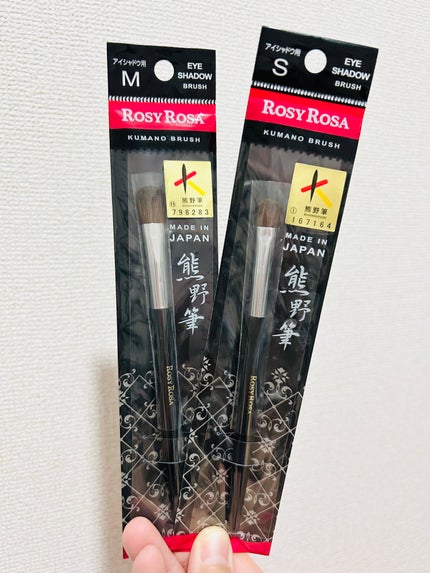 アイシャドウ用
M
EYE
SHADOW
BRUSH
ROSY ROSA
KUMANO BRUSH
熊野筆
H
798283
MADE IN
JAPAN
熊野筆
ROSY ROSA
アイシャドウ用
S
EYE
SHADOW
BRUSH
ROSY ROSA
KUMANO BRUSH
熊野筆
167164
MADE IN
JAPAN
熊野筆
ROSY ROSA